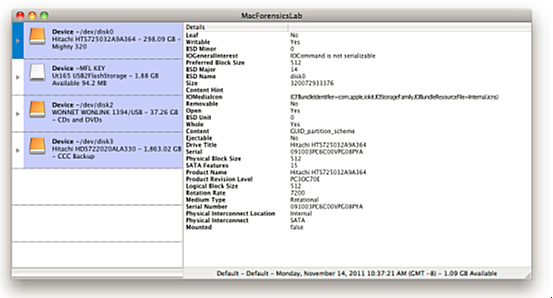 MacForensicsLab
Device -/dev/disk0
Hitachi HTS725032A9A364 - 298.09 GB -
Mighty 320
Device -MFL KEY
Ut165 USB2FlashStorage - 1.88 GB
Available 94.2 MB
Device -/dev/disk2
WONNET WONLINK 1394/USB - 37.26 GB
- CDs and DVDs
Device -/dev/disk3
Hitachi HDS722020ALA330 - 1,863.02 GB
- CCC Backup
Details
Leaf No
Writable Yes
BSD Minor 0
IOGeneralInterest IOCommand is not serializable
Preferred Block Size 512
BSD Major 14
BSD Name disk0
Size 320072933376
Content Hint
IOMediaIcon (CFBundleIdentifier=com.apple.iokit.IOStorageFamily,IOBundleResourceFile=Internal.icns)
Removable No
Open Yes
BSD Unit 0
Whole Yes
Content GUID_partition_scheme
Ejectable No
Drive Title Hitachi HTS725032A9A364
Serial 091003PC6C00VPG08PYA
Physical Block Size 512
SATA Features 15
Product Name Hitachi HTS725032A9A364
Product Revision Level PC3OC70E
Logical Block Size 512
Rotation Rate 7200
Medium Type Rotational
Serial Number 091003PC6C00VPG08PYA
Physical Interconnect Location Internal
Physical Interconnect SATA
Mounted false
Default - Default - Monday, November 14, 2011 10:37:21 AM (GMT -8) - 1.09 GB Available